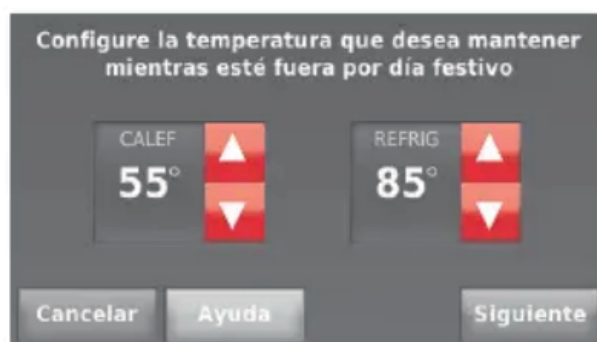 Configure la temperatura que desea mantener
mientras esté fuera por día festivo
CALEF
55°
REFRIG
85°
Cancelar
Ayuda
Siguiente